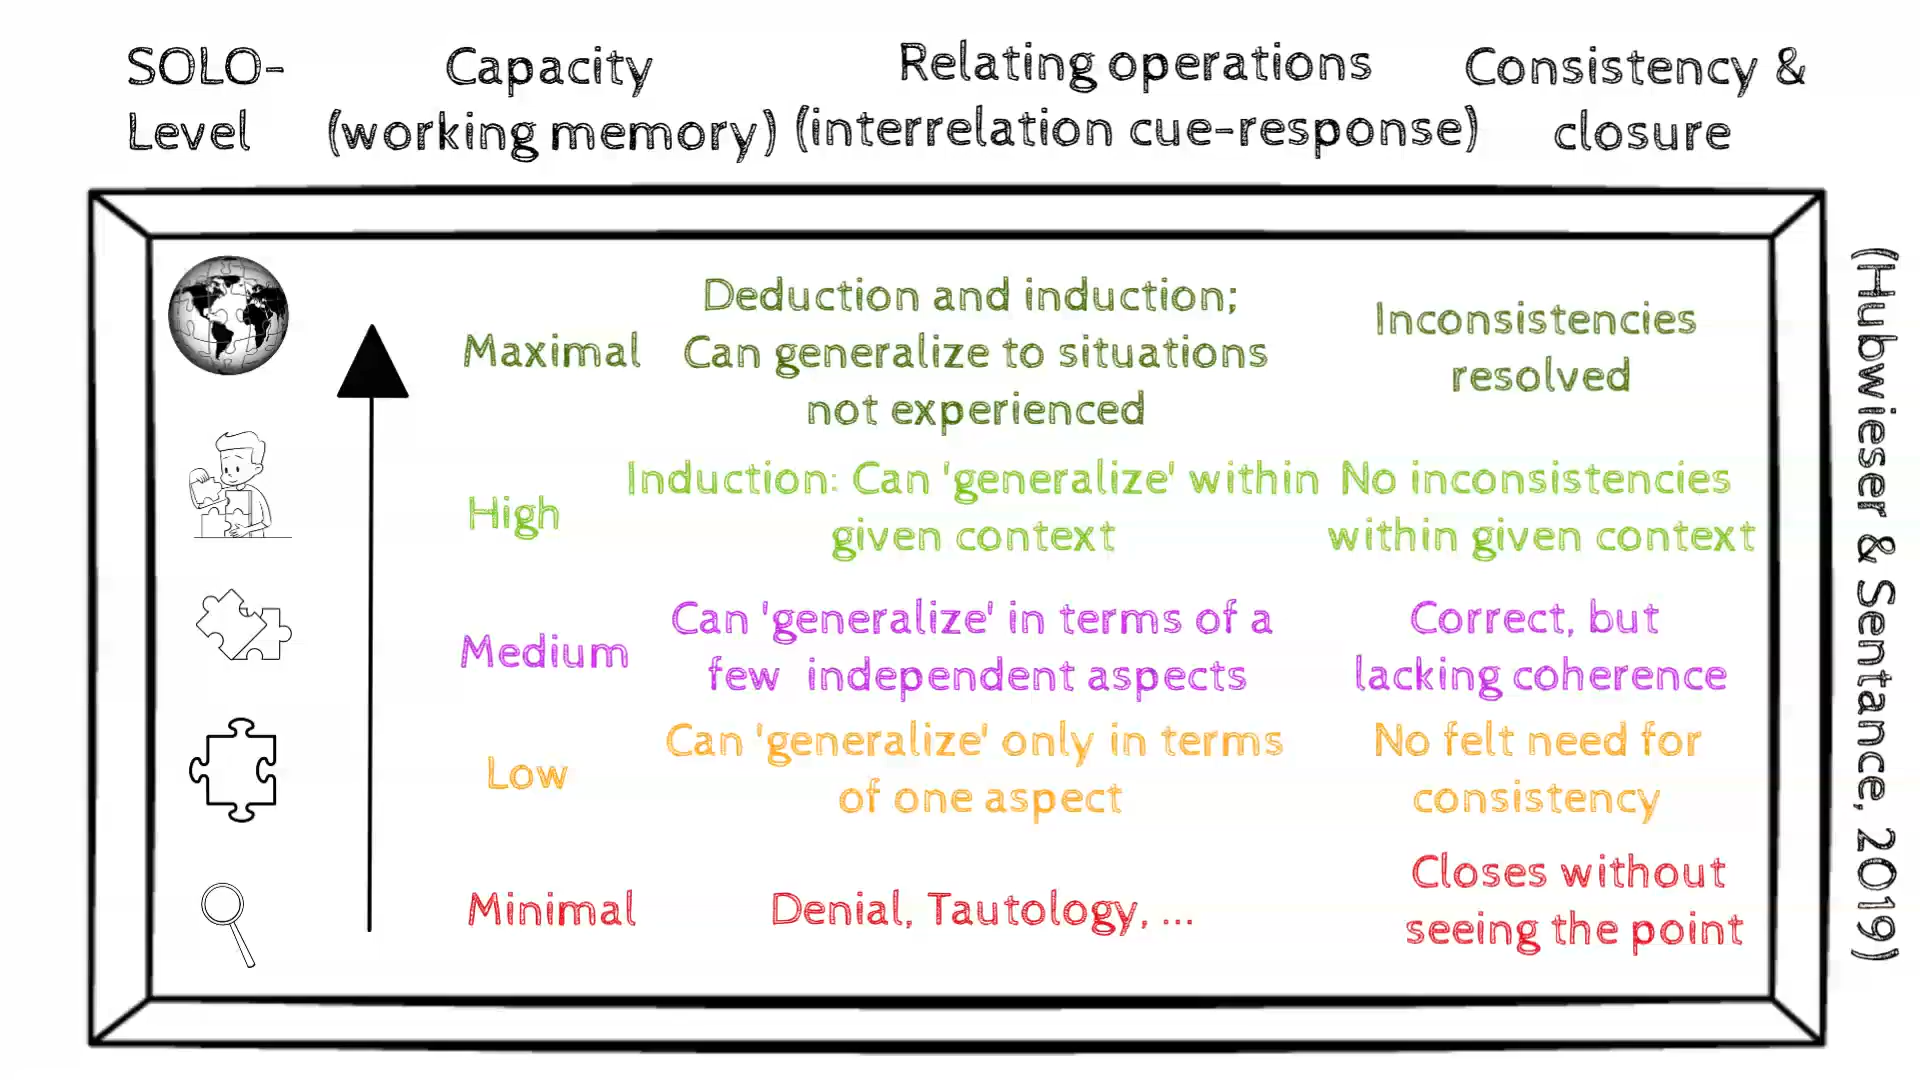 SOLO-
Level
Capacity
(working memory)
Relating operations
(interrelation cue-response)
Consistency &
closure
Maximal
Deduction and induction;
Can generalize to situations
not experienced
Inconsistencies
resolved
High
Induction: Can 'generalize' within
given context
No inconsistencies
within given context
Medium
Can 'generalize' in terms of a
few independent aspects
Correct, but
lacking coherence
Low
Can 'generalize' only in terms
of one aspect
No felt need for
consistency
Minimal
Denial, Tautology, ...
Closes without
seeing the point
(Hubwieser & Sentance, 2019)